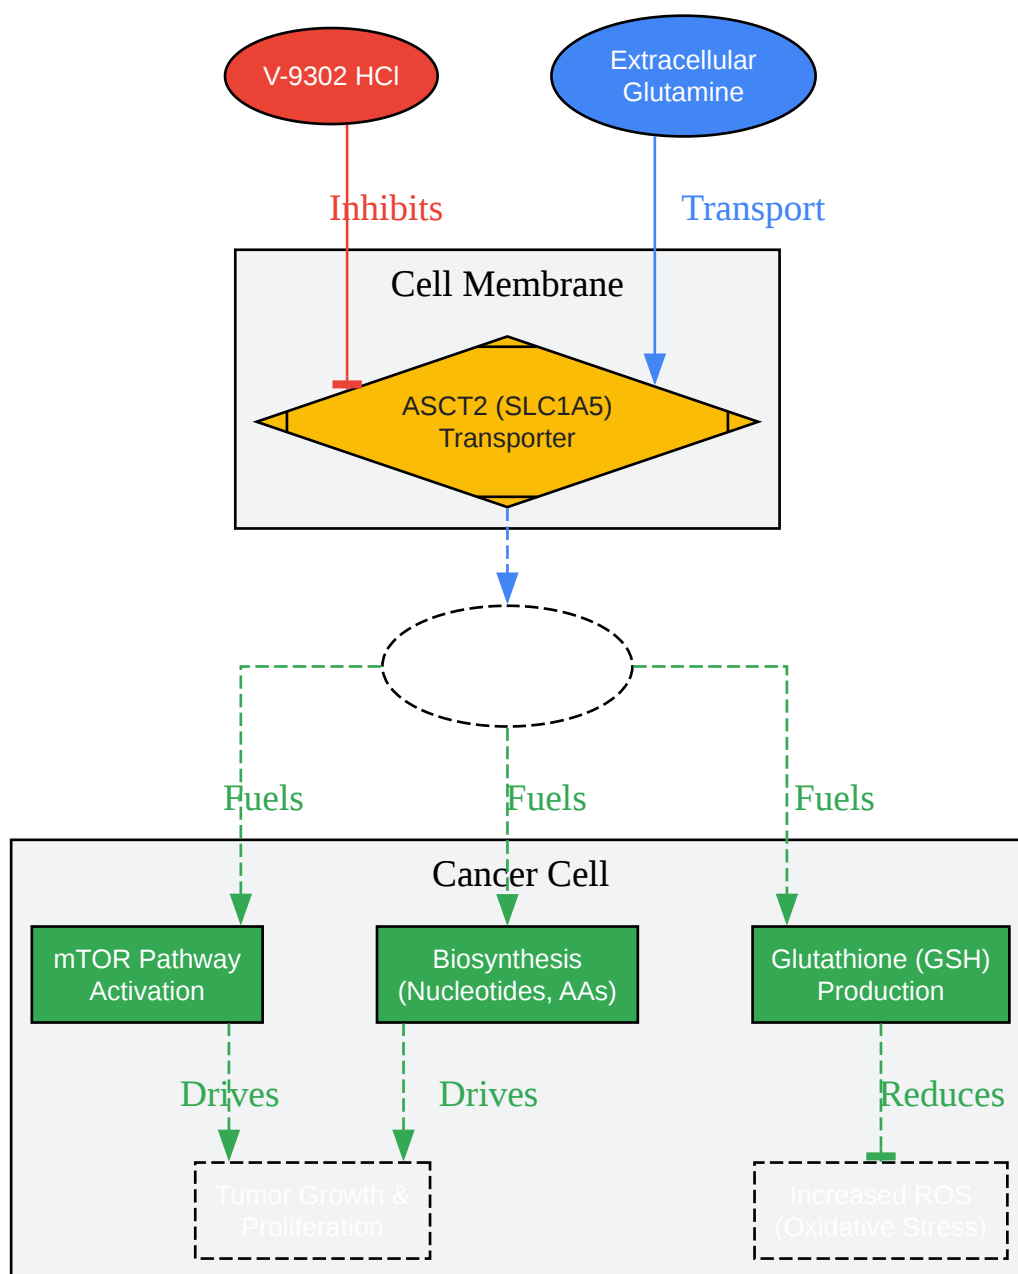 V-9302 HCl
Extracellular
Glutamine
Inhibits
Transport
Cell Membrane
ASCT2 (SLC1A5)
Transporter
Fuels
Fuels
Fuels
Cancer Cell
mTOR Pathway
Activation
Biosynthesis
(Nucleotides, AAs)
Glutathione (GSH)
Production
Drives
Drives
Reduces
Tumor Growth &
Proliferation
Increased ROS
(Oxidative Stress)